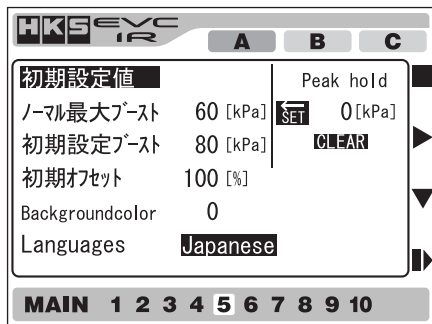 HKS EVC
IR
A B C
初期設定値
Peak hold
ノーマル最大ブースト 60 [kPa] SET 0 [kPa]
初期設定ブースト 80 [kPa] CLEAR
初期オフセット 100 [%]
Backgroundcolor 0
Languages Japanese
MAIN 1 2 3 4 5 6 7 8 9 10